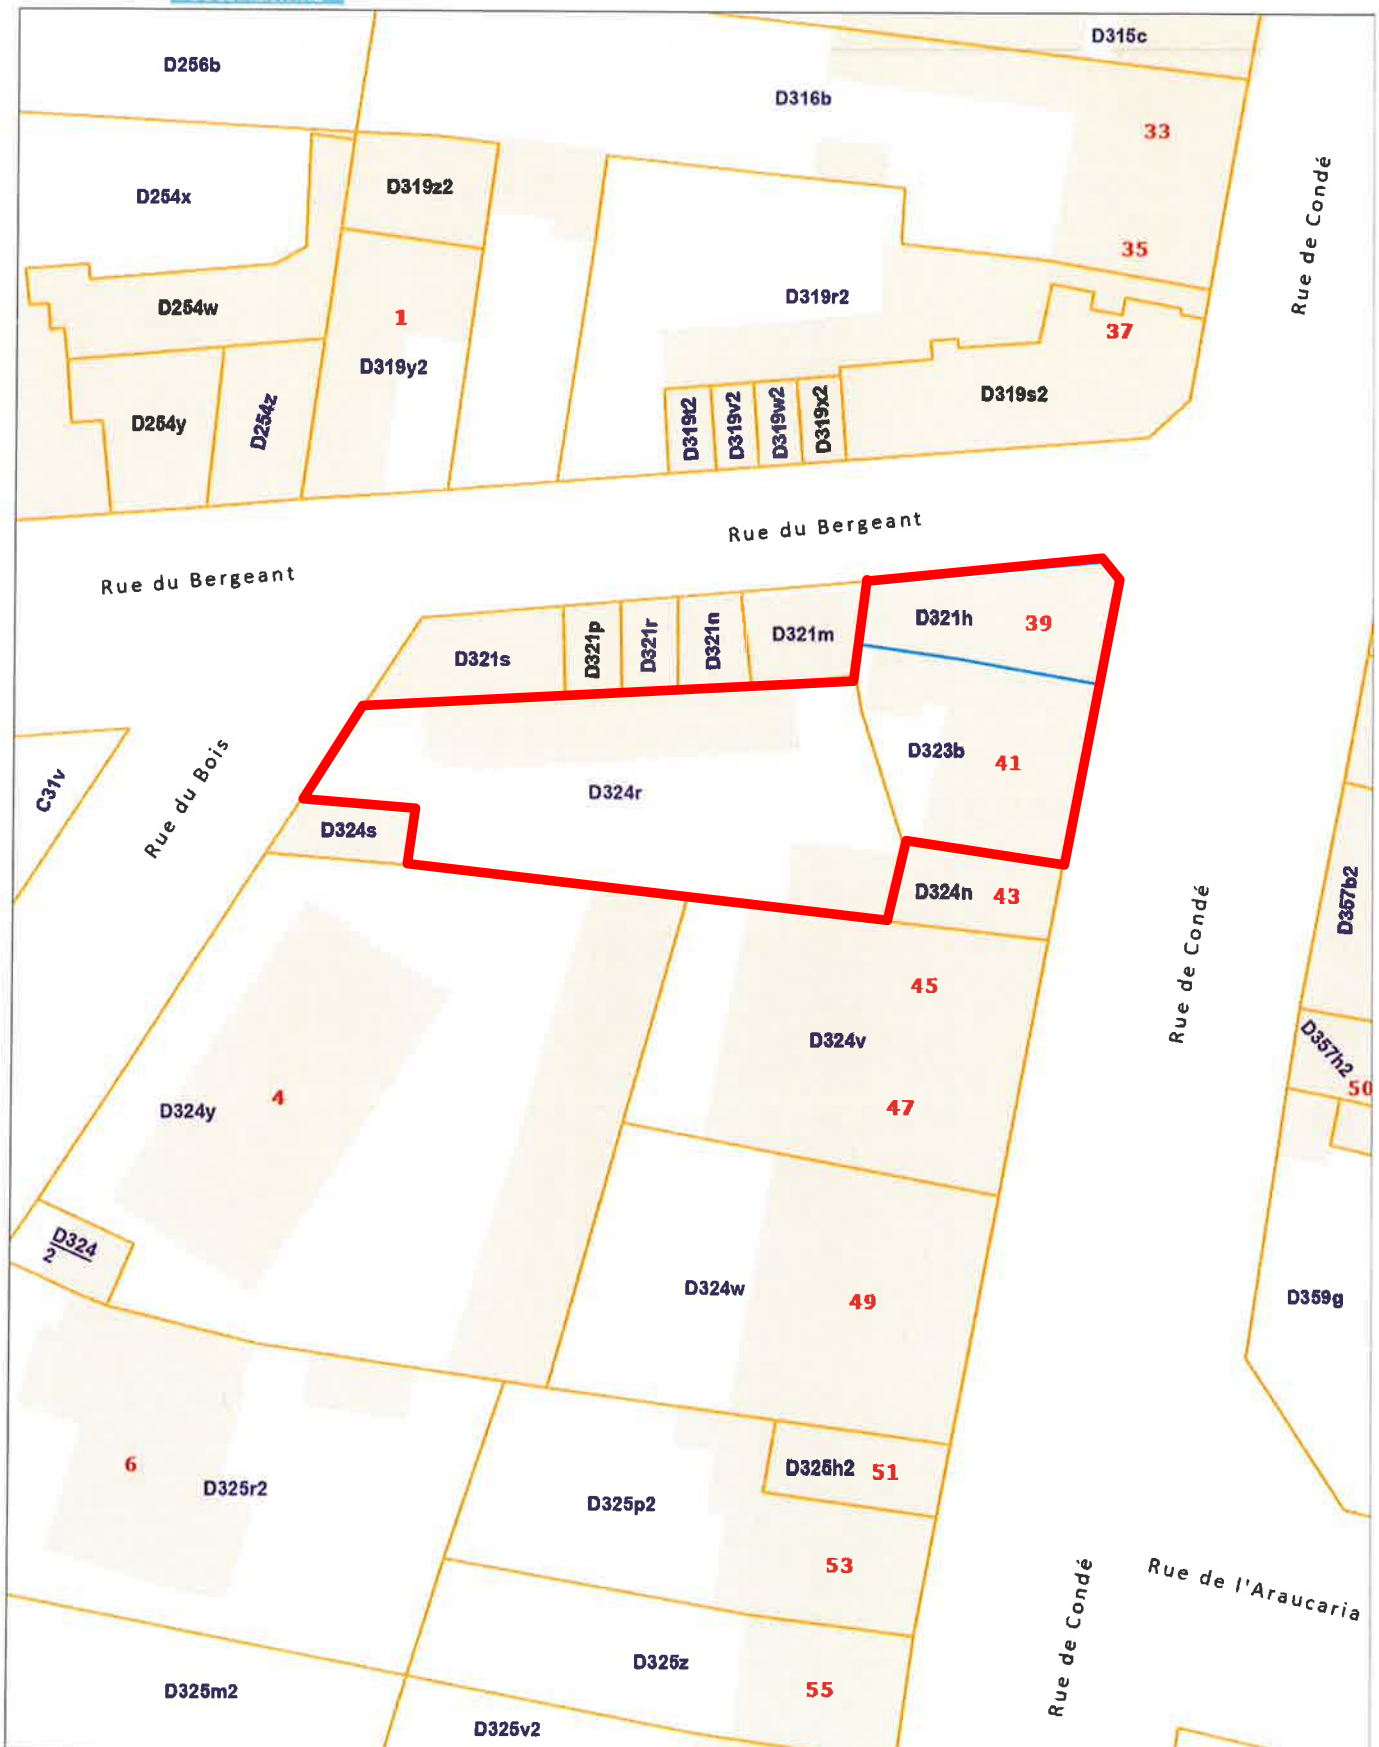 D315c
D256b
D316b
33
D319z2
D254x
Rue de Condé
35
D319r2
D254w
1
37
D319y2
D319s2
D254y
D254z
D319t2
D319v2
D319w2
D319x2
Rue du Bergeant
Rue du Bergeant
D321h
39
D321s
D321p
D321r
D321n
D321m
D323b
41
C31v
Rue du Bois
D324r
D324s
D324n
43
D357b2
Rue de Condé
45
D324v
D357h2
50
47
4
D324y
D324
2
D324w
49
D359g
6
D325r2
D325h2
51
D325p2
53
Rue de l'Araucaria
Rue de Condé
D325z
55
D325m2
D325v2